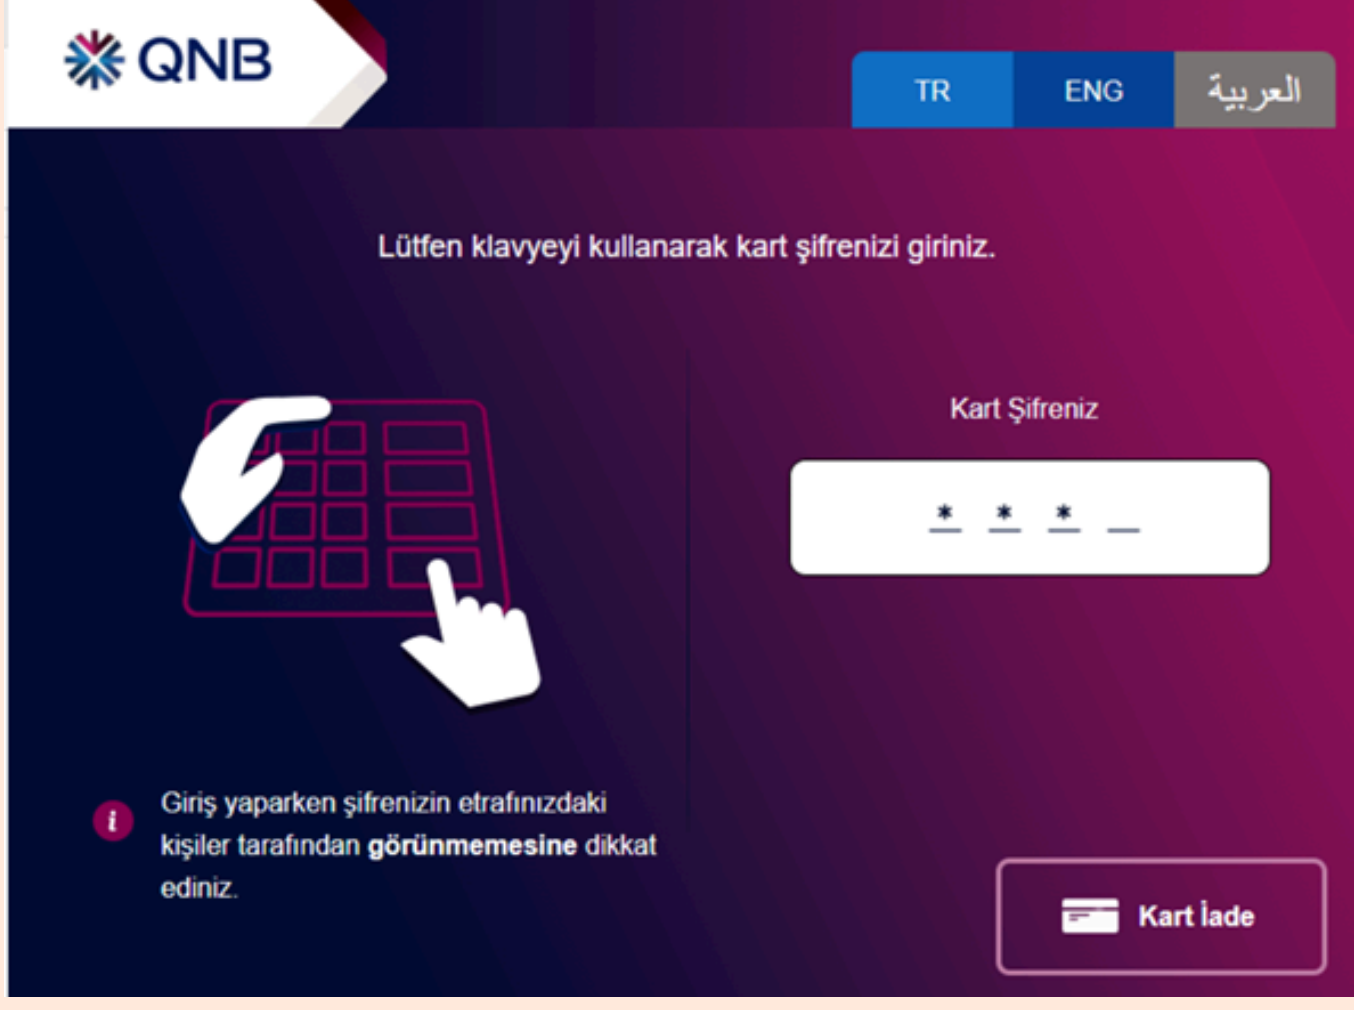 QNB
TR ENG العربية
Lütfen klavyeyi kullanarak kart şifrenizi giriniz.
Kart Şifreniz
* * * _
Giriş yaparken şifrenizin etrafınızdaki
kişiler tarafından görünmemesine dikkat
ediniz.
Kart İade